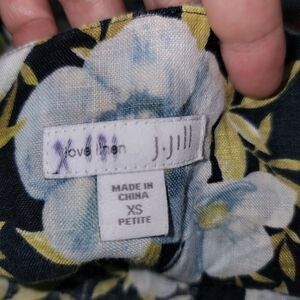 love linen J.Jill
MADE IN
CHINA
XS
PETITE